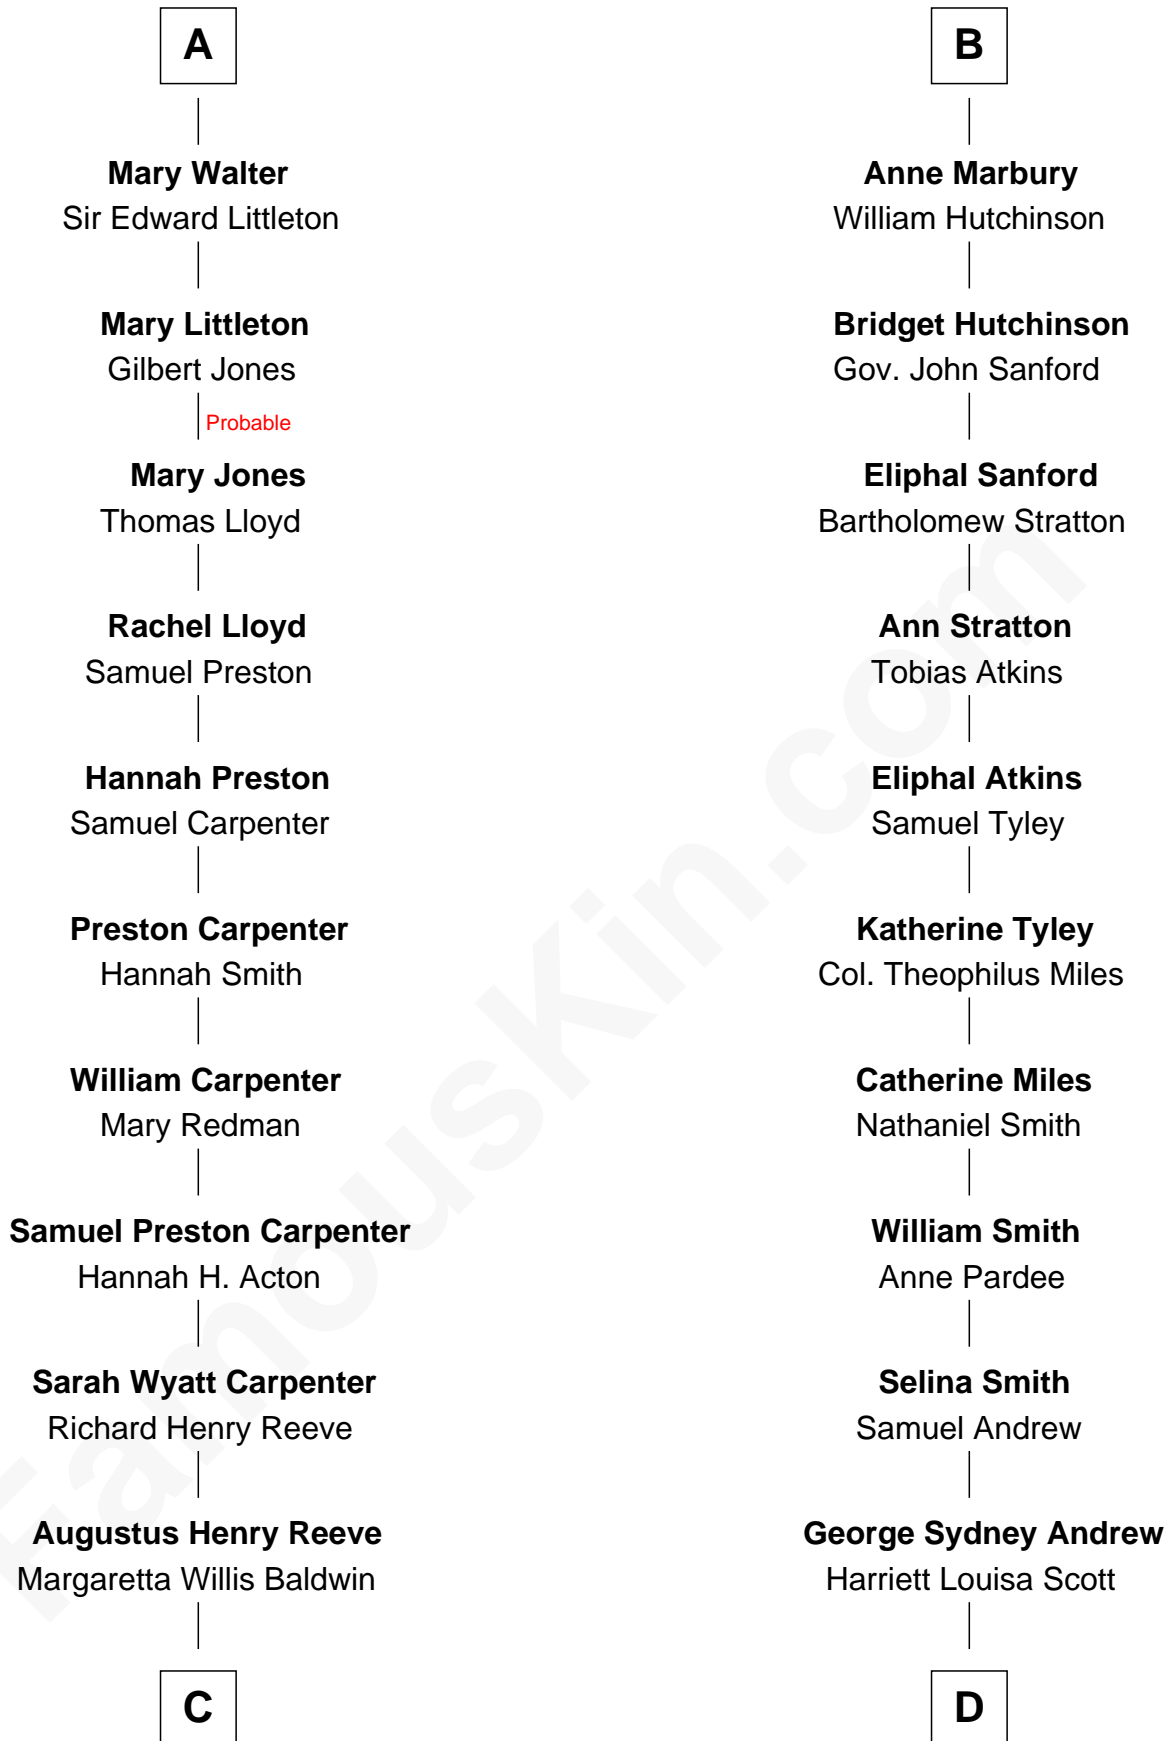 A
Mary Walter
Sir Edward Littleton
Mary Littleton
Gilbert Jones
Probable
Mary Jones
Thomas Lloyd
Rachel Lloyd
Samuel Preston
Hannah Preston
Samuel Carpenter
Preston Carpenter
Hannah Smith
William Carpenter
Mary Redman
Samuel Preston Carpenter
Hannah H. Acton
Sarah Wyatt Carpenter
Richard Henry Reeve
Augustus Henry Reeve
Margaretta Willis Baldwin
C
B
Anne Marbury
William Hutchinson
Bridget Hutchinson
Gov. John Sanford
Eliphal Sanford
Bartholomew Stratton
Ann Stratton
Tobias Atkins
Eliphal Atkins
Samuel Tyley
Katherine Tyley
Col. Theophilus Miles
Catherine Miles
Nathaniel Smith
William Smith
Anne Pardee
Selina Smith
Samuel Andrew
George Sydney Andrew
Harriett Louisa Scott
D
FamousKin.com